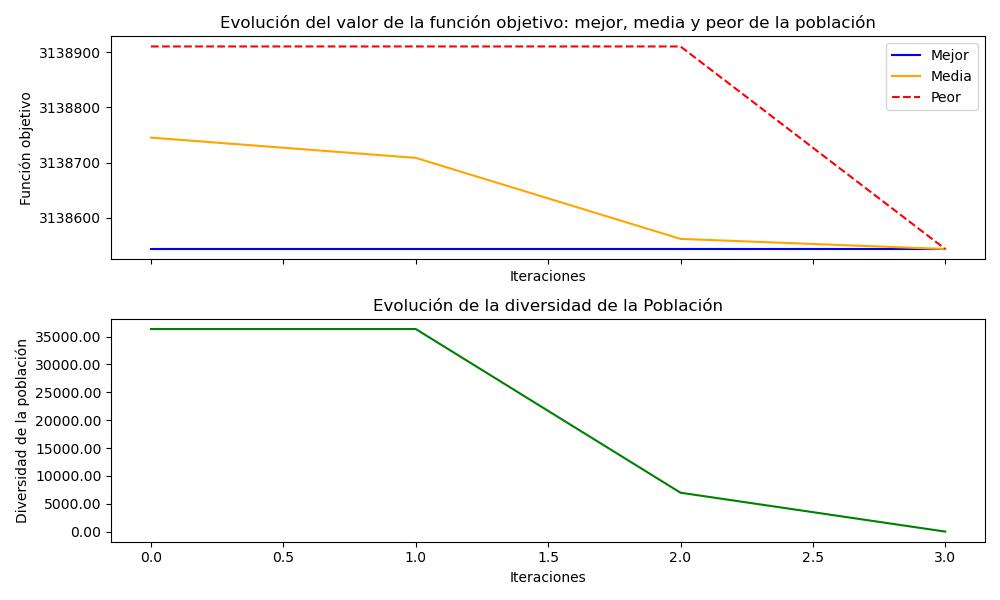 Evolución del valor de la función objetivo: mejor, media y peor de la población
3138900
3138800
3138700
3138600
Función objetivo
Mejor
Media
Peor
Iteraciones
Evolución de la diversidad de la Población
35000.00
30000.00
25000.00
20000.00
15000.00
10000.00
5000.00
0.00
Diversidad de la población
0.0 0.5 1.0 1.5 2.0 2.5 3.0
Iteraciones